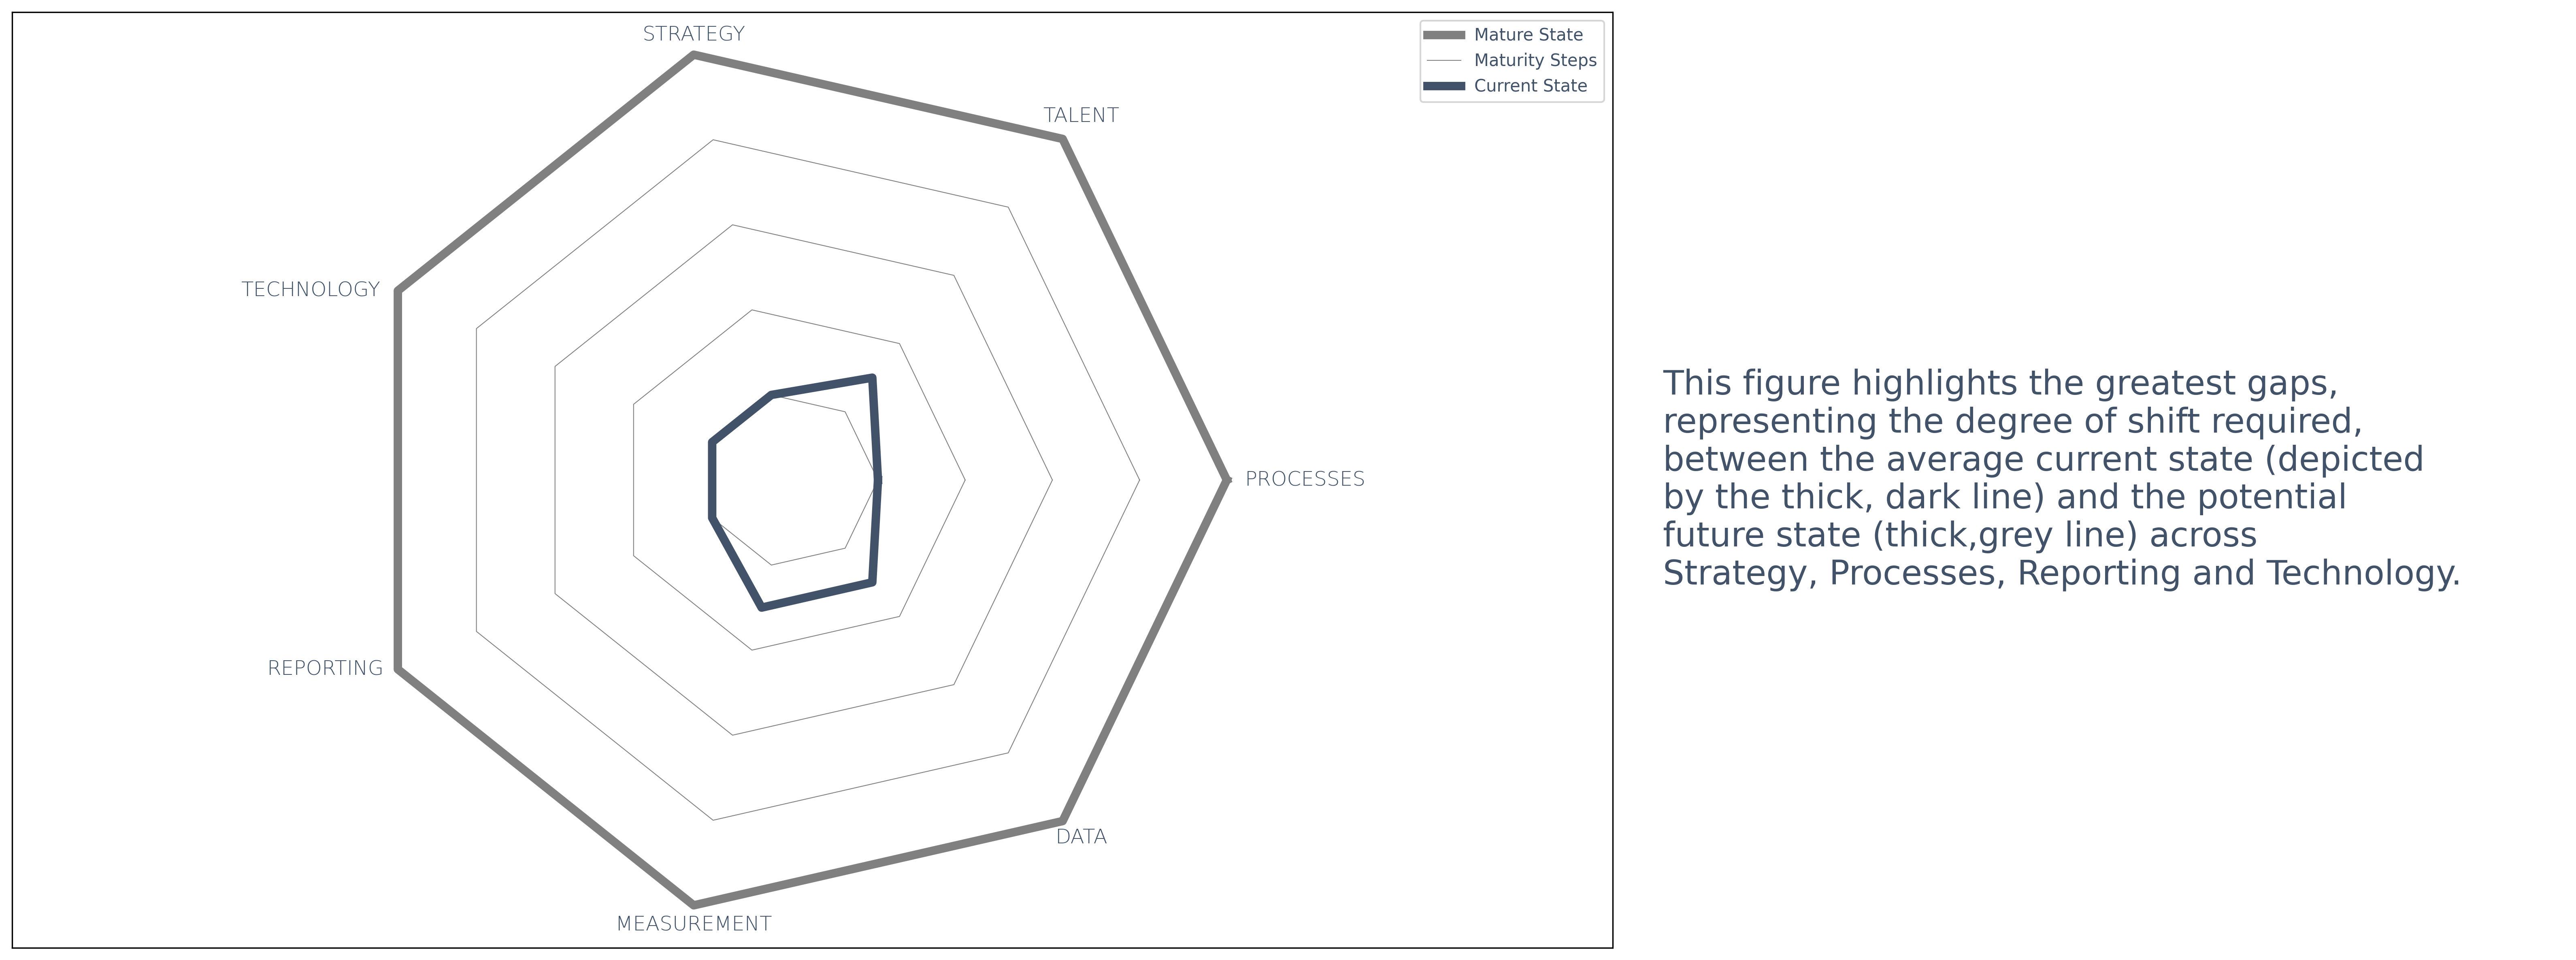 STRATEGY
Mature State
Maturity Steps
Current State
TALENT
TECHNOLOGY
PROCESSES
REPORTING
DATA
MEASUREMENT
This figure highlights the greatest gaps,
representing the degree of shift required,
between the average current state (depicted
by the thick, dark line) and the potential
future state (thick,grey line) across
Strategy, Processes, Reporting and Technology.